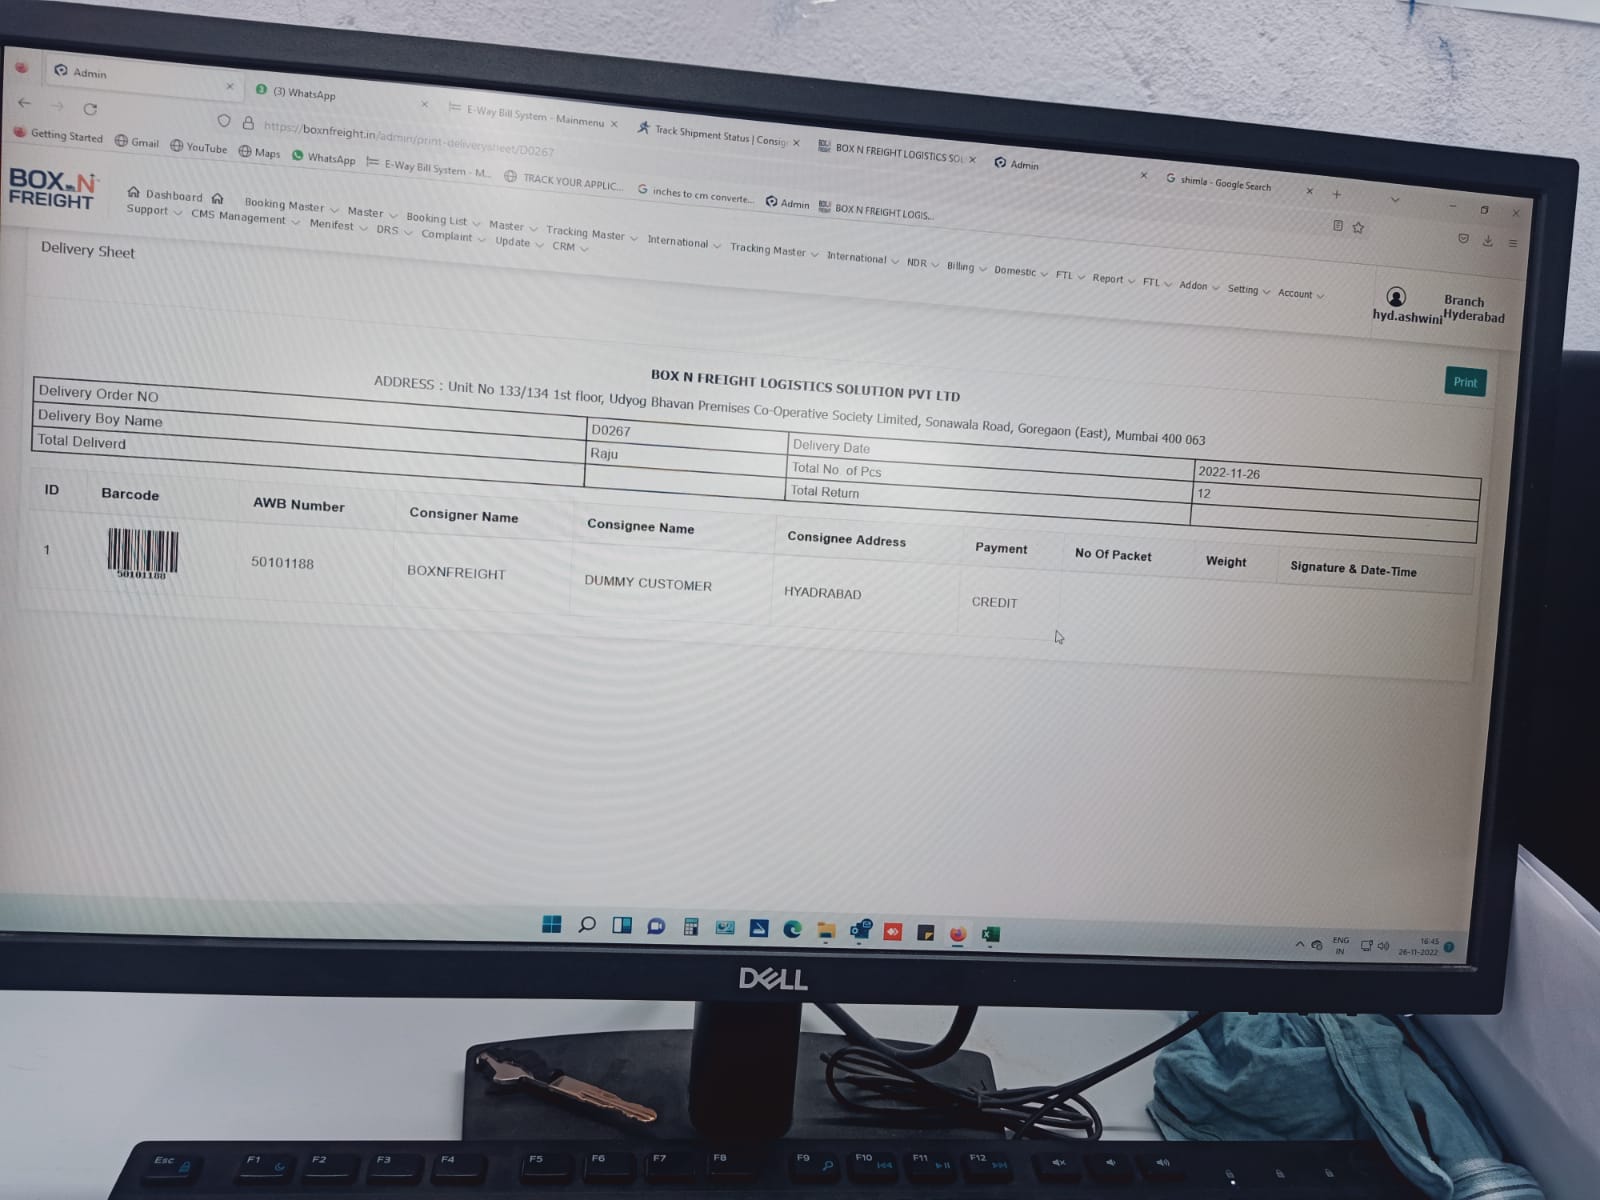 Admin
(3) WhatsApp
E-Way Bill System - Mainmenu
Track Shipment Status | Consig
BOX N FREIGHT LOGISTICS SOL
Admin
shimla - Google Search
https://boxnfreight.in/admin/print-deliverysheet/D0267
Getting Started
Gmail
YouTube
Maps
WhatsApp
E-Way Bill System - M...
TRACK YOUR APPLIC...
inches to cm converte...
Admin
BOX N FREIGHT LOGIS...
BOX N FREIGHT
Dashboard Booking Master Master Booking List Master Tracking Master International Tracking Master International NDR Billing Domestic FTL Report FTL Addon Setting Account
Support CMS Management Menifest DRS Complaint Update CRM
hyd.ashwini
Branch
Hyderabad
Delivery Sheet
Print
BOX N FREIGHT LOGISTICS SOLUTION PVT LTD
ADDRESS : Unit No 133/134 1st floor, Udyog Bhavan Premises Co-Operative Society Limited, Sonawala Road, Goregaon (East), Mumbai 400 063
Delivery Order NO D0267 Delivery Date 2022-11-26
Delivery Boy Name Raju Total No of Pcs 12
Total Deliverd Total Return
ID Barcode AWB Number Consigner Name Consignee Name Consignee Address Payment No Of Packet Weight Signature & Date-Time
1 50101188 50101188 BOXNFREIGHT DUMMY CUSTOMER HYADRABAD CREDIT
ENG
IN
16:45
26-11-2022
DELL
Esc F1 F2 F3 F4 F5 F6 F7 F8 F9 F10 F11 F12